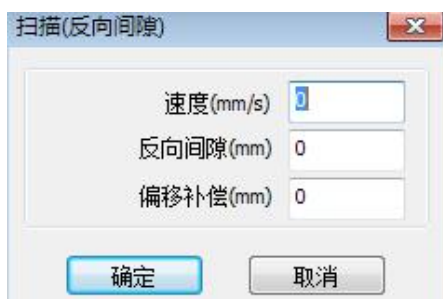 扫描(反向间隙)
速度(mm/s) 0
反向间隙(mm) 0
偏移补偿(mm) 0
确定 取消